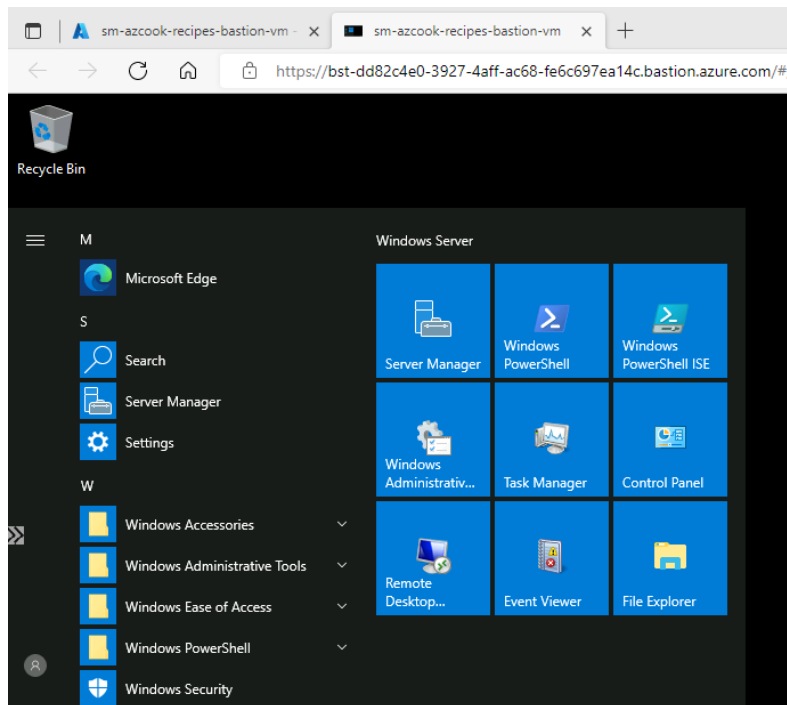 sm-azcook-recipes-bastion-vm -
sm-azcook-recipes-bastion-vm
https://bst-dd82c4e0-3927-4aff-ac68-fe6c697ea14c.bastion.azure.com/#
Recycle Bin
M
Microsoft Edge
S
Search
Server Manager
Settings
W
Windows Accessories
Windows Administrative Tools
Windows Ease of Access
Windows PowerShell
Windows Security
Windows Server
Server Manager
Windows
PowerShell
Windows
PowerShell ISE
Windows
Administrativ...
Task Manager
Control Panel
Remote
Desktop...
Event Viewer
File Explorer